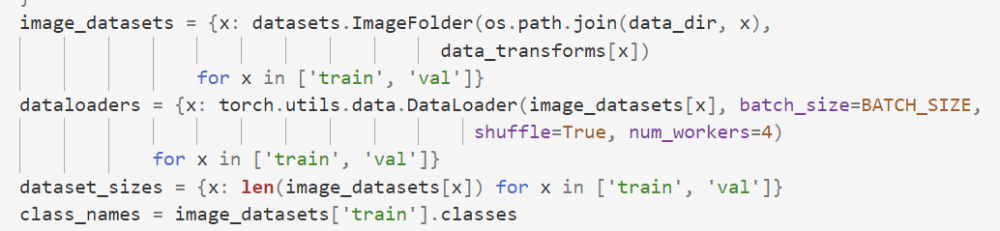 }
image_datasets = {x: datasets.ImageFolder(os.path.join(data_dir, x),
data_transforms[x])
for x in ['train', 'val']}
dataloaders = {x: torch.utils.data.DataLoader(image_datasets[x], batch_size=BATCH_SIZE,
shuffle=True, num_workers=4)
for x in ['train', 'val']}
dataset_sizes = {x: len(image_datasets[x]) for x in ['train', 'val']}
class_names = image_datasets['train'].classes